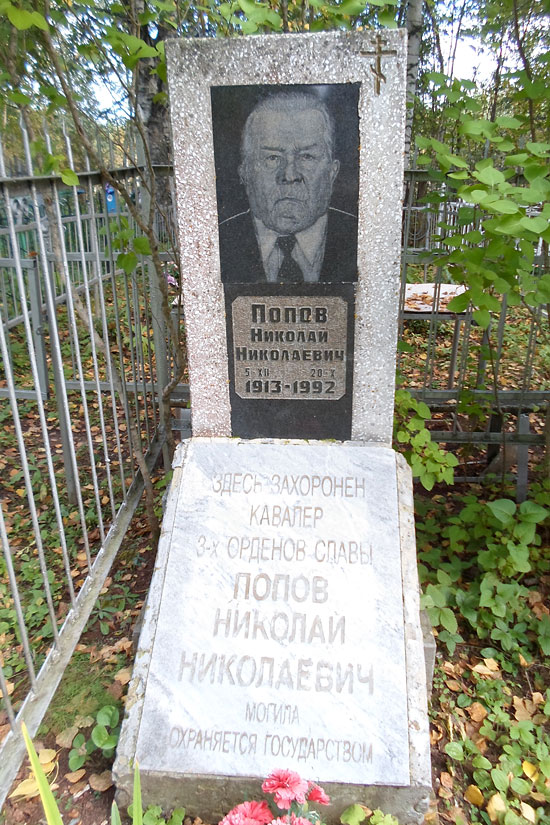 ПОПОВ
НИКОЛАЙ
НИКОЛАЕВИЧ
5-XII 20-X
1913-1992
ЗДЕСЬ ЗАХОРОНЕН
КАВАЛЕР
3-х ОРДЕНОВ СЛАВЫ
ПОПОВ
НИКОЛАЙ
НИКОЛАЕВИЧ
МОГИЛА
ОХРАНЯЕТСЯ ГОСУДАРСТВОМ